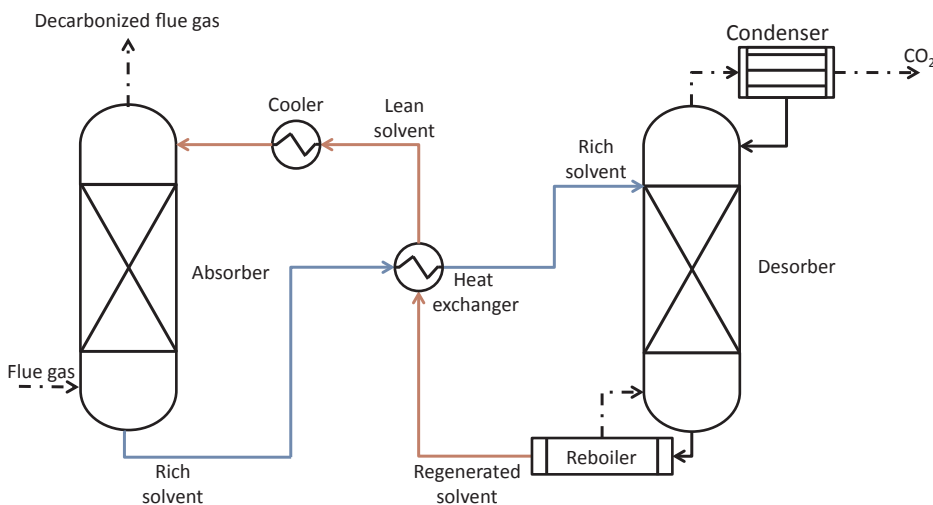 Decarbonized flue gas
Condenser
CO₂
Cooler
Lean
solvent
Rich
solvent
Absorber
Heat
exchanger
Desorber
Flue gas
Rich
solvent
Regenerated
solvent
Reboiler